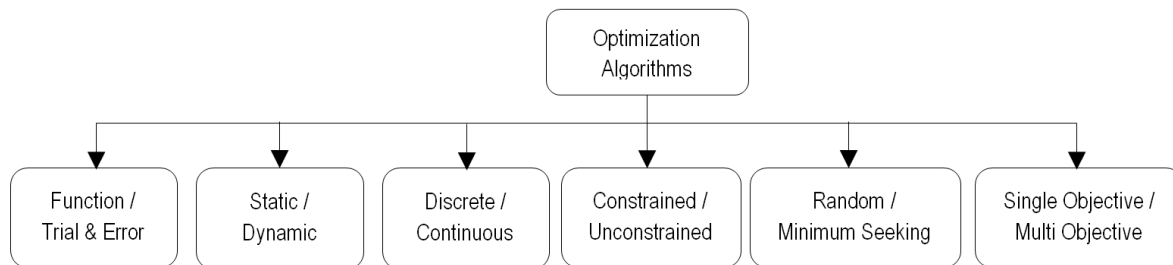 Optimization
Algorithms
Function /
Trial & Error
Static /
Dynamic
Discrete /
Continuous
Constrained /
Unconstrained
Random /
Minimum Seeking
Single Objective /
Multi Objective